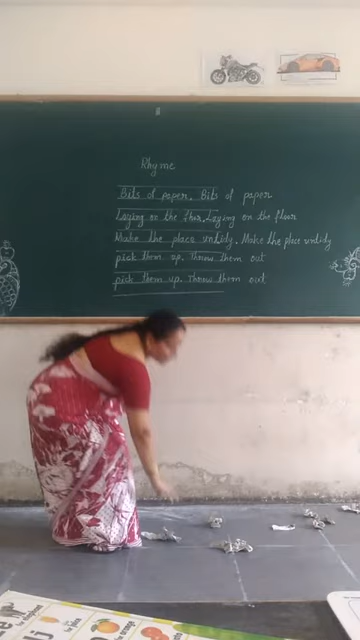 Rhyme
Bits of paper. Bits of paper
Laying on the floor. Laying on the floor
Make the place untidy. Make the place untidy
pick them up. Throw them out
pick them up. Throw them out